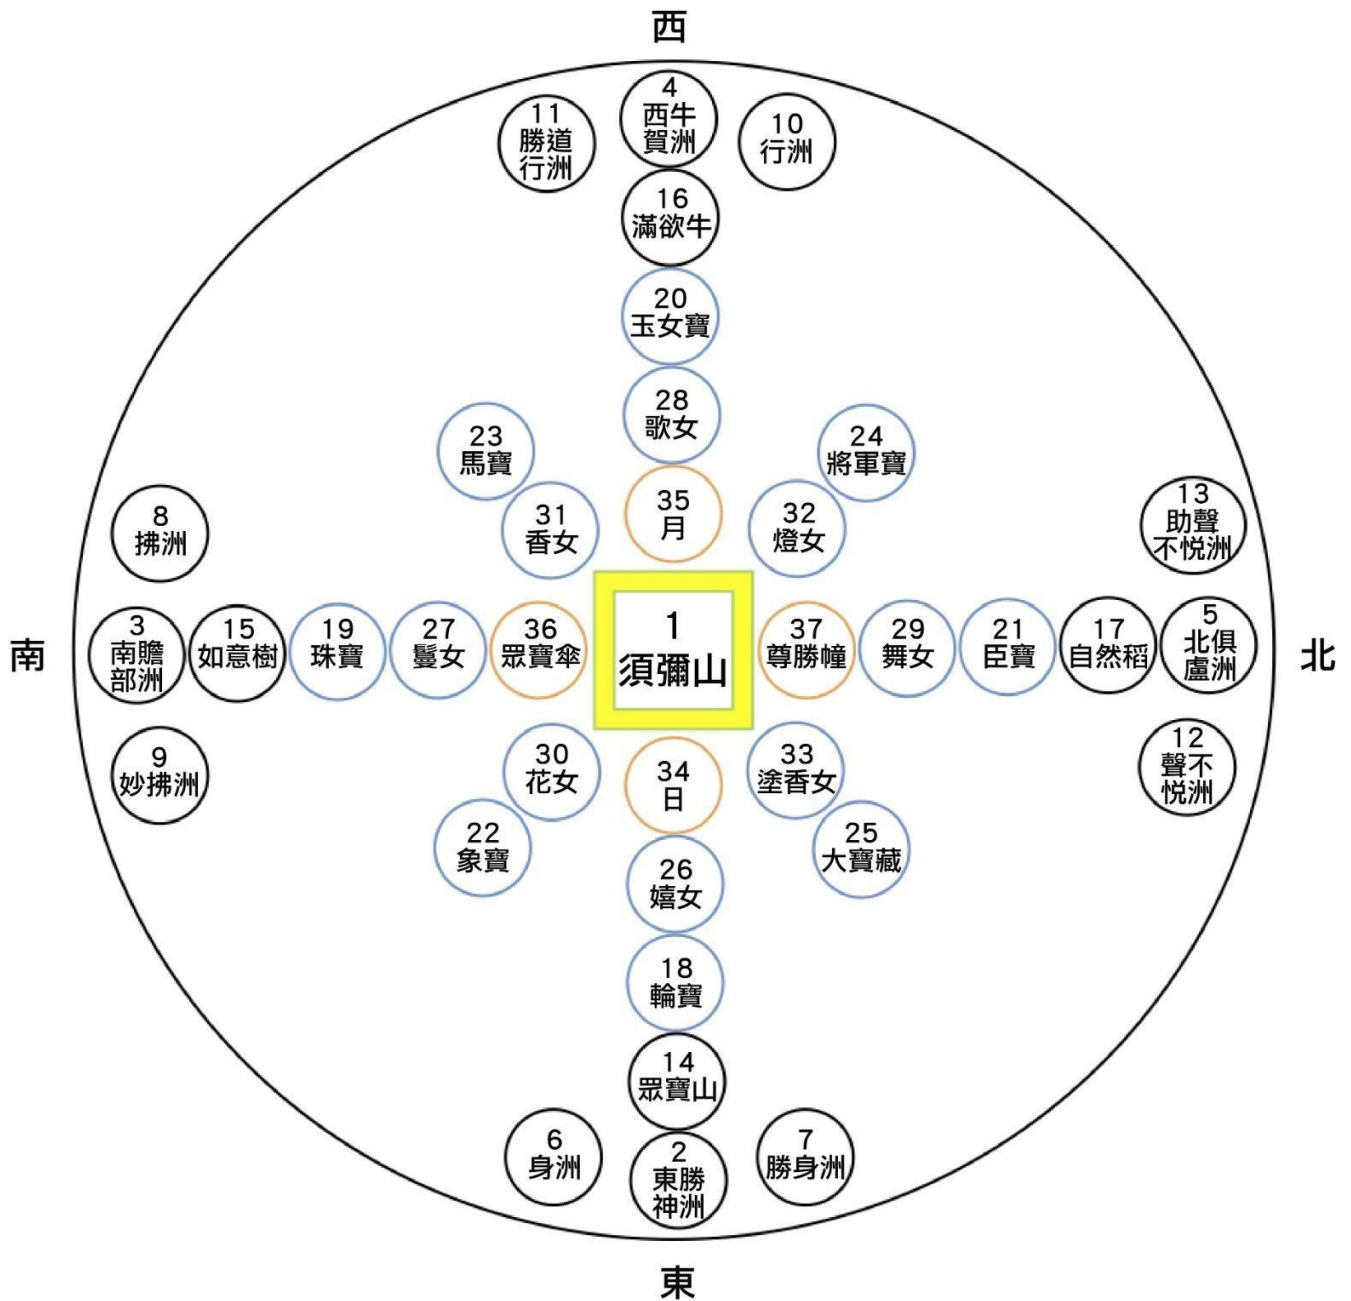 西
4
西牛
賀洲
11
勝道
行洲
10
行洲
16
滿欲牛
20
玉女寶
28
歌女
23
馬寶
24
將軍寶
35
月
31
香女
32
燈女
8
拂洲
13
助聲
不悦洲
南
3
南贍
部洲
15
如意樹
19
珠寶
27
鬘女
36
眾寶傘
1
須彌山
37
尊勝幢
29
舞女
21
臣寶
17
自然稻
5
北俱
盧洲
北
9
妙拂洲
12
聲不
悦洲
30
花女
34
日
33
塗香女
22
象寶
25
大寶藏
26
嬉女
18
輪寶
14
眾寶山
6
身洲
2
東勝
神洲
7
勝身洲
東